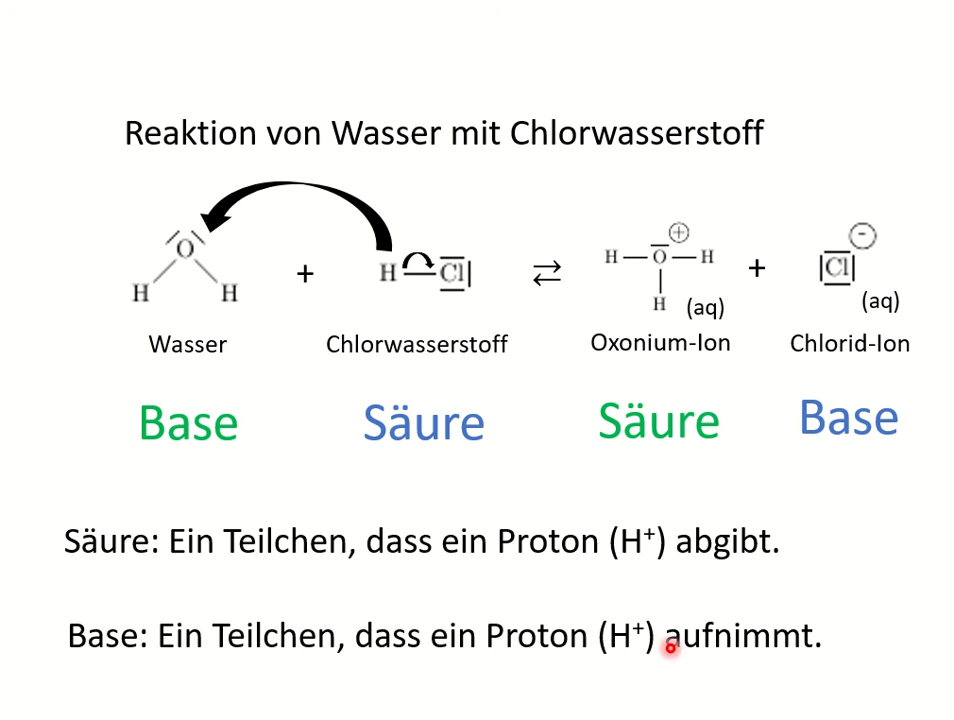 Reaktion von Wasser mit Chlorwasserstoff
O H H + H Cl ⇄ H O H H ⊕ (aq) + Cl ⊖ (aq)
Wasser Chlorwasserstoff Oxonium-Ion Chlorid-Ion
Base Säure Säure Base
Säure: Ein Teilchen, dass ein Proton (H⁺) abgibt.
Base: Ein Teilchen, dass ein Proton (H⁺) aufnimmt.